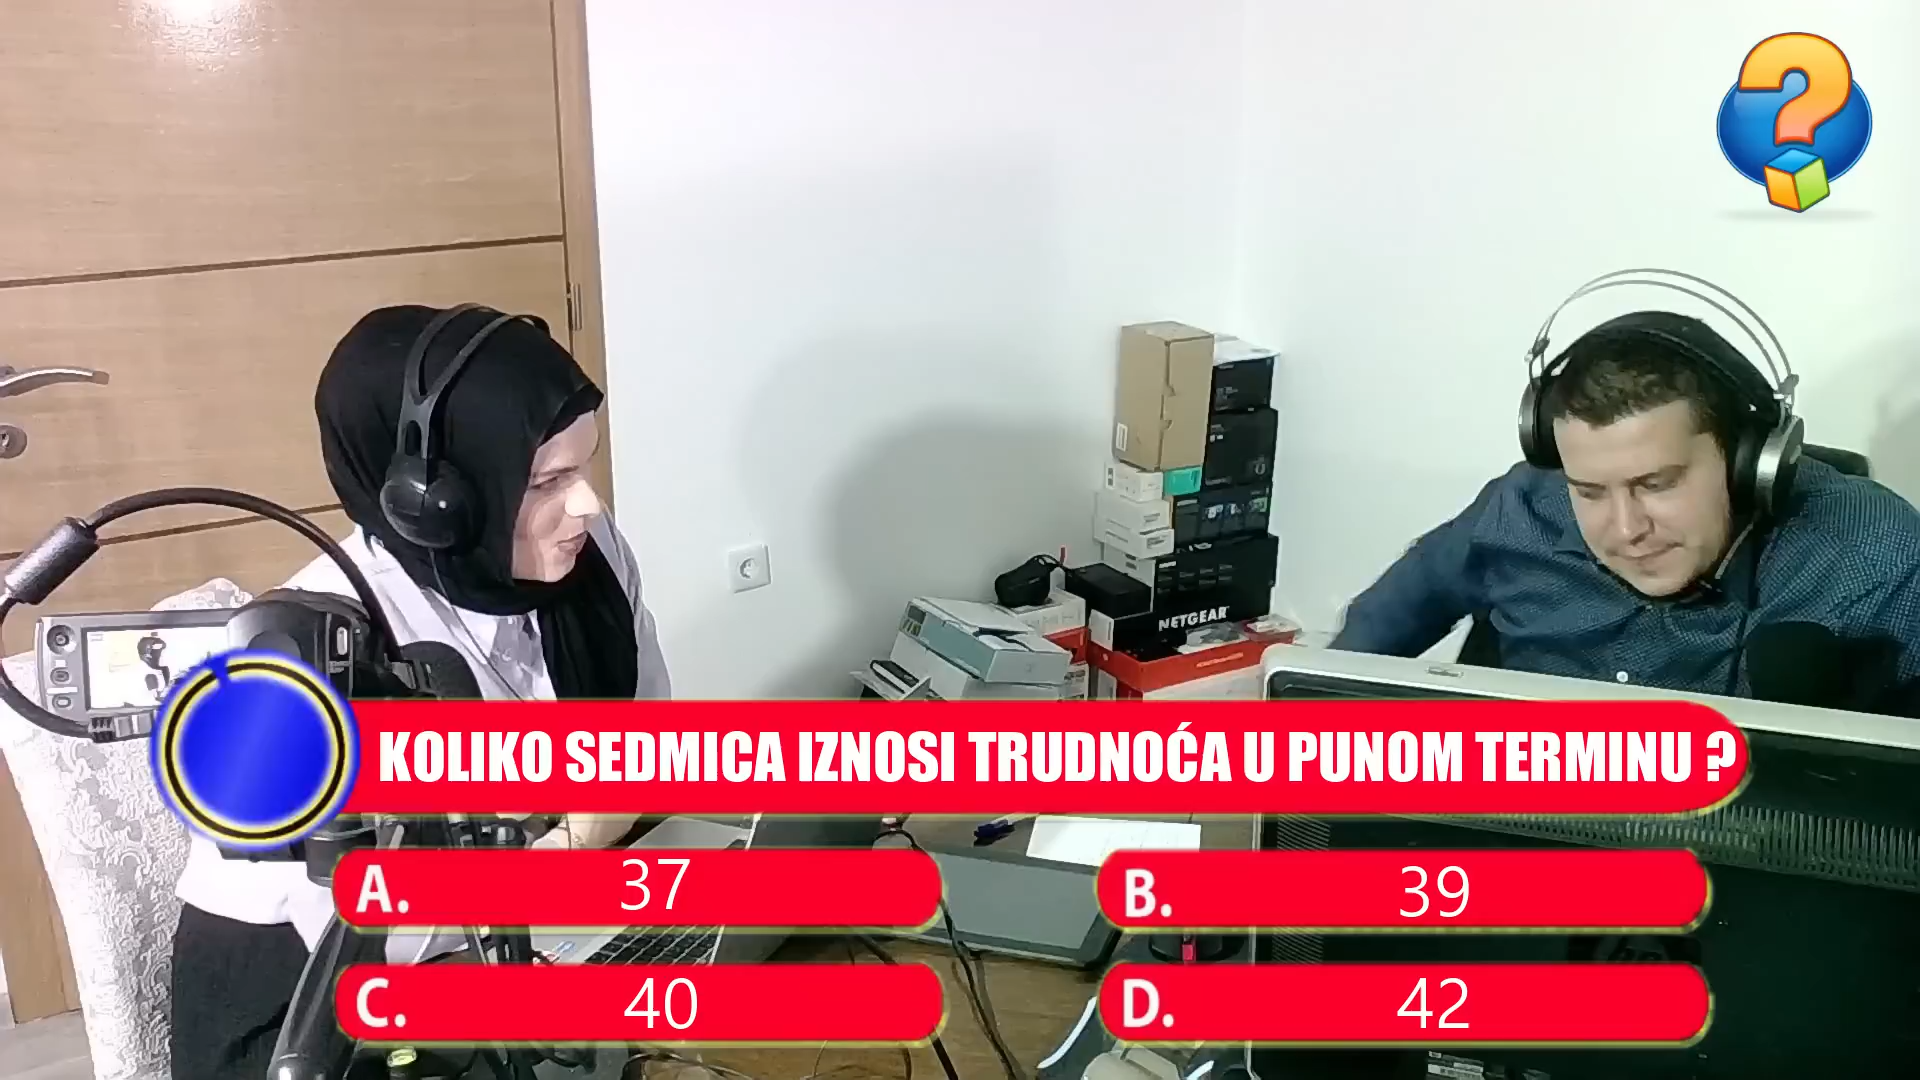 NETGEAR
KOLIKO SEDMICA IZNOSI TRUDNOĆA U PUNOM TERMINU ?
A. 37
B. 39
C. 40
D. 42